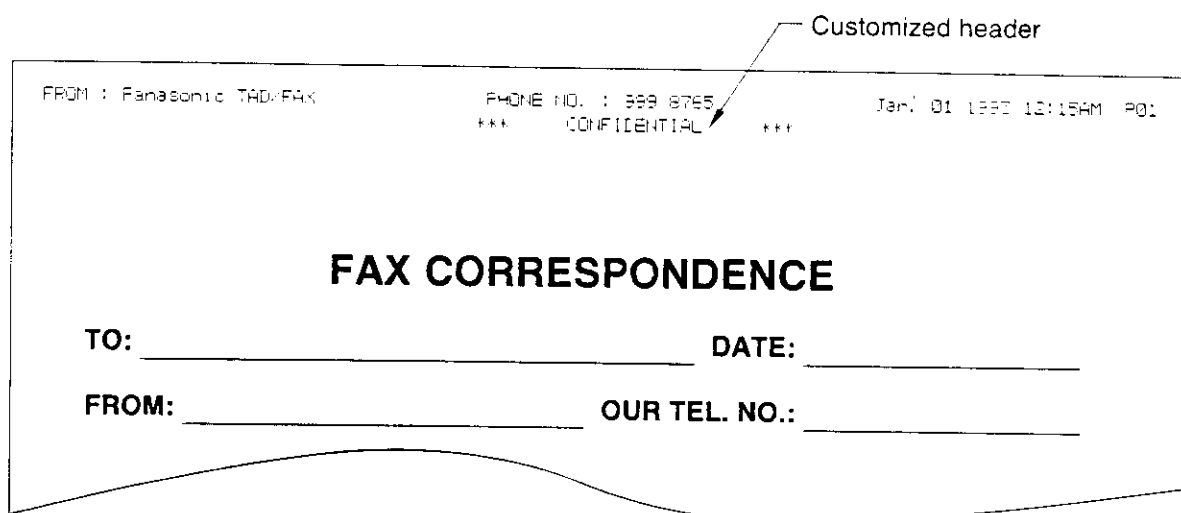 Customized header
FROM : Panasonic TAD/FAX PHONE NO. : 999 8765 Jan. 01 12:15AM P01
*** CONFIDENTIAL ***
FAX CORRESPONDENCE
TO: DATE:
FROM: OUR TEL. NO.: